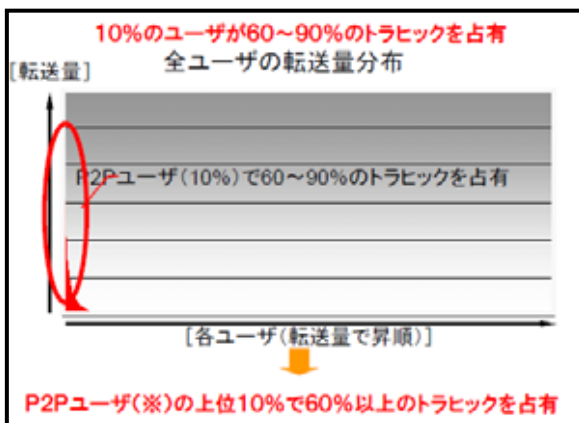 10%のユーザが60～90%のトラヒックを占有
全ユーザの転送量分布
[転送量]
P2Pユーザ(10%)で60～90%のトラヒックを占有
[各ユーザ(転送量で昇順)]
P2Pユーザ(※)の上位10%で60%以上のトラヒックを占有